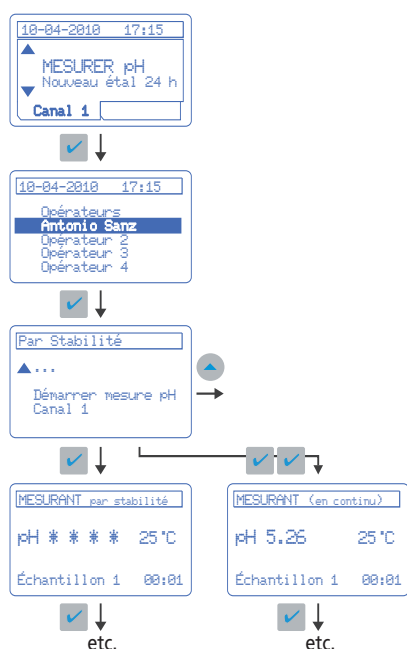 10-04-2010 17:15
MESURER pH
Nouveau étal 24 h
Canal 1
10-04-2010 17:15
Opérateurs
Antonio Sanz
Opérateur 2
Opérateur 3
Opérateur 4
Par Stabilité
...
Démarrer mesure pH
Canal 1
MESURANT par stabilité
pH * * * * 25°C
Échantillon 1 00:01
etc.
MESURANT (en continu)
pH 5.26 25°C
Échantillon 1 00:01
etc.